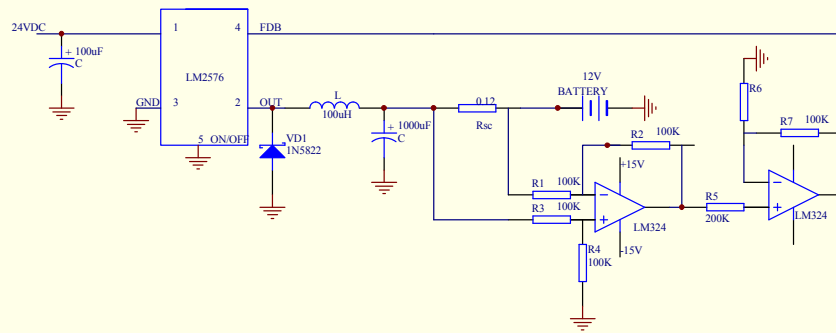 24VDC
100uF
C
1
4
FDB
LM2576
GND
3
2
OUT
5
ON/OFF
VD1
1N5822
L
100uH
1000uF
C
0.12
Rsc
12V
BATTERY
R2
100K
+15V
R1
100K
R3
100K
LM324
-15V
R4
100K
R5
200K
R6
R7
100K
LM324